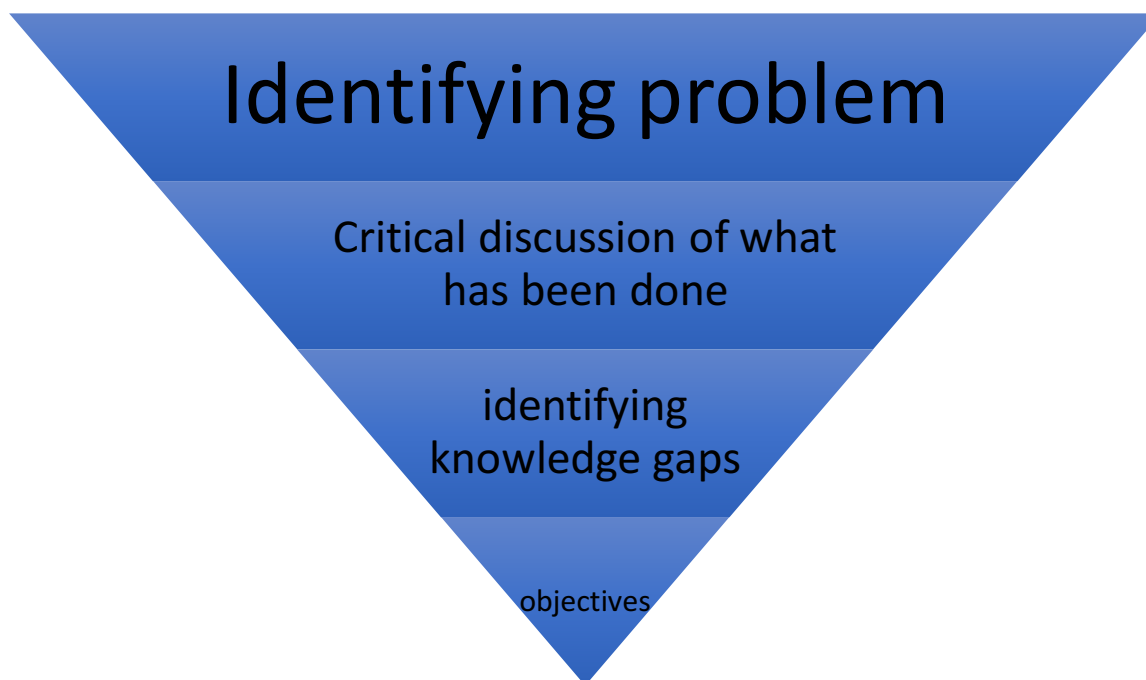 Identifying problem
Critical discussion of what
has been done
identifying
knowledge gaps
objectives